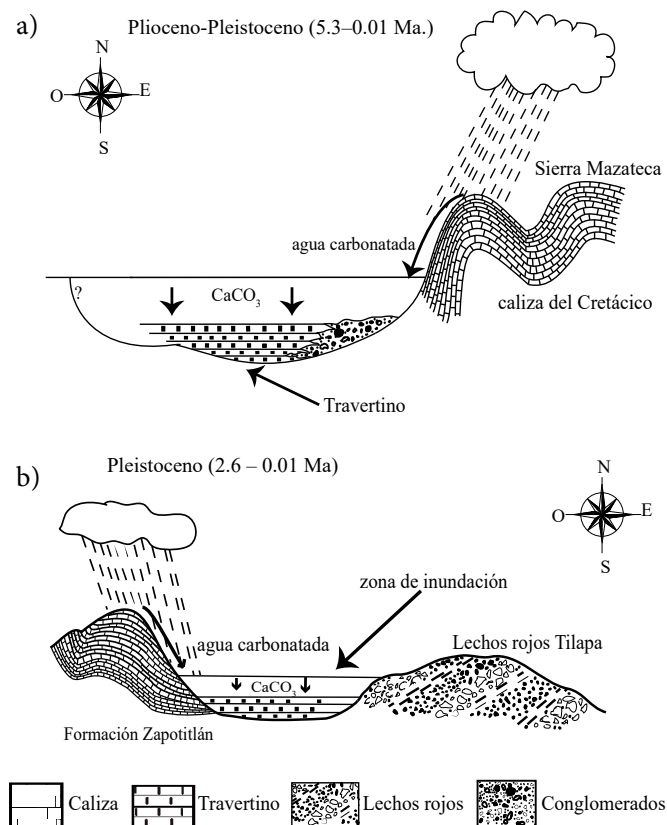 a)
Plioceno-Pleistoceno (5.3–0.01 Ma.)
N
O
E
S
Sierra Mazateca
agua carbonatada
?
CaCO3
caliza del Cretácico
Travertino
b)
Pleistoceno (2.6 – 0.01 Ma)
N
O
E
S
zona de inundación
agua carbonatada
Lechos rojos Tilapa
CaCO3
Formación Zapotitlán
Caliza
Travertino
Lechos rojos
Conglomerados